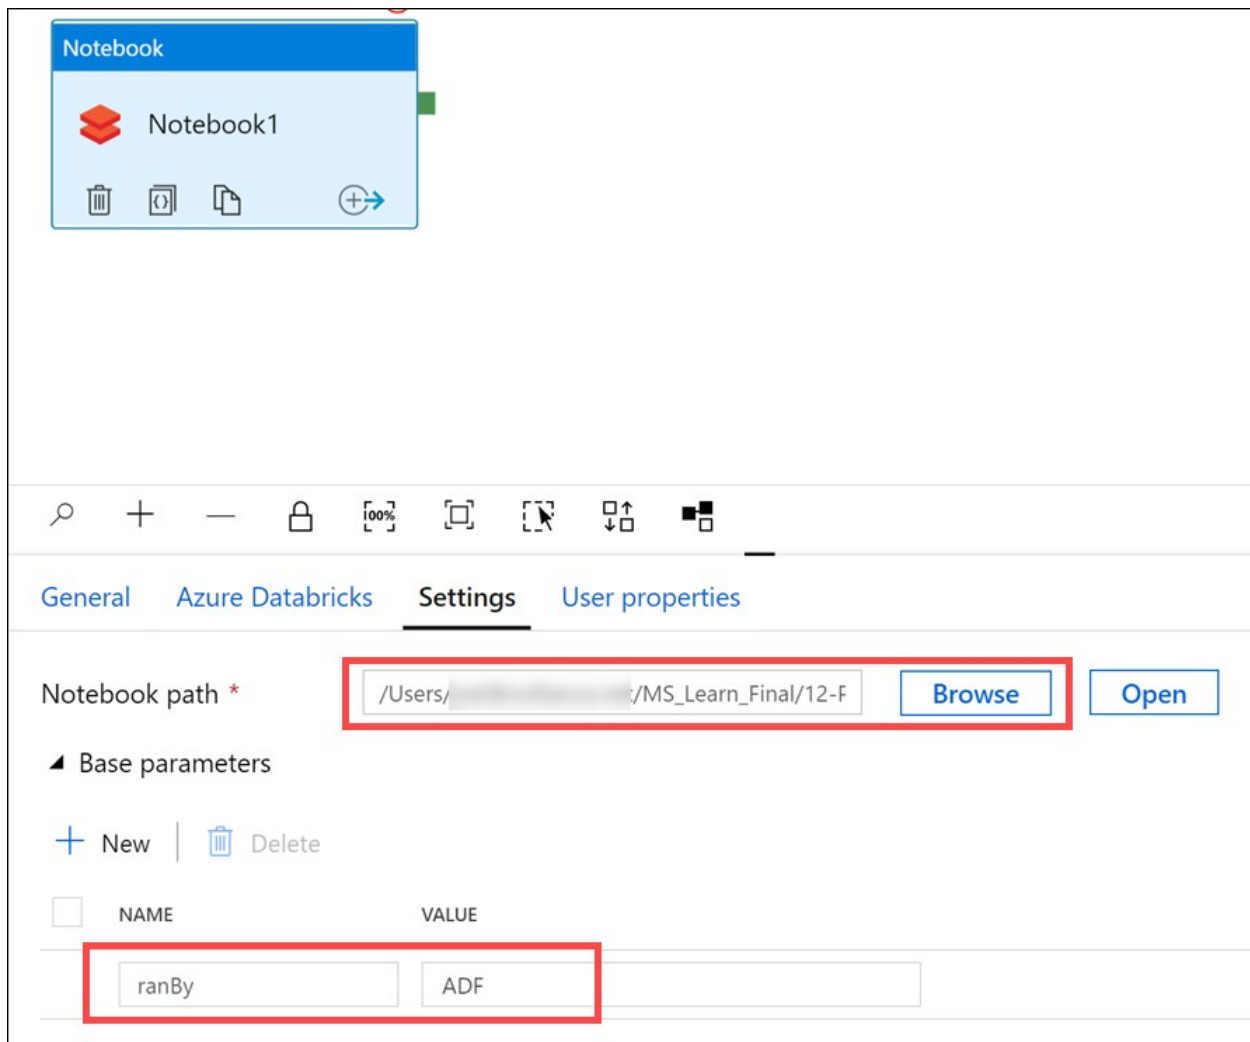 Notebook
Notebook1
100%
General Azure Databricks Settings User properties
Notebook path * /Users/ /MS_Learn_Final/12- Browse Open
Base parameters
New Delete
NAME VALUE
ranBy ADF